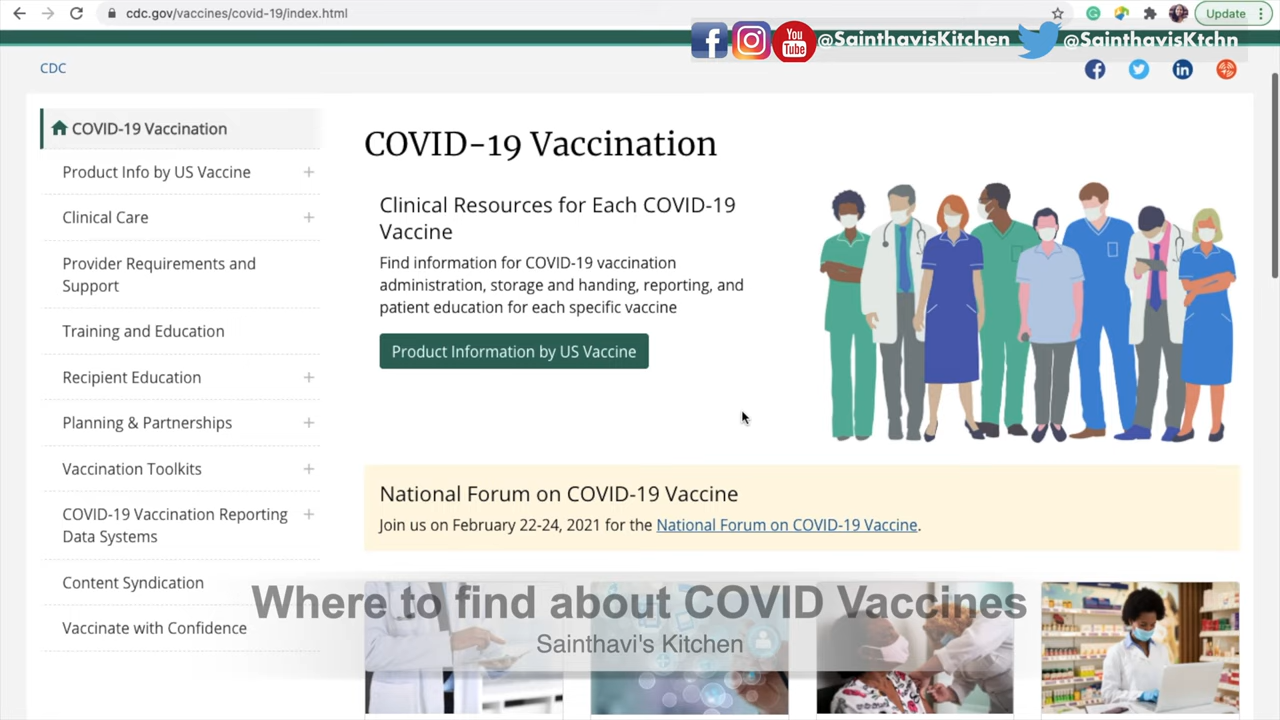 cdc.gov/vaccines/covid-19/index.html
Update
You
Tube
@SainthavisKitchen
@SainthavisKtchn
CDC
COVID-19 Vaccination
Product Info by US Vaccine
Clinical Care
Provider Requirements and
Support
Training and Education
Recipient Education
Planning & Partnerships
Vaccination Toolkits
COVID-19 Vaccination Reporting
Data Systems
Content Syndication
Vaccinate with Confidence
COVID-19 Vaccination
Clinical Resources for Each COVID-19
Vaccine
Find information for COVID-19 vaccination
administration, storage and handing, reporting, and
patient education for each specific vaccine
Product Information by US Vaccine
National Forum on COVID-19 Vaccine
Join us on February 22-24, 2021 for the National Forum on COVID-19 Vaccine.
Where to find about COVID Vaccines
Sainthavi's Kitchen